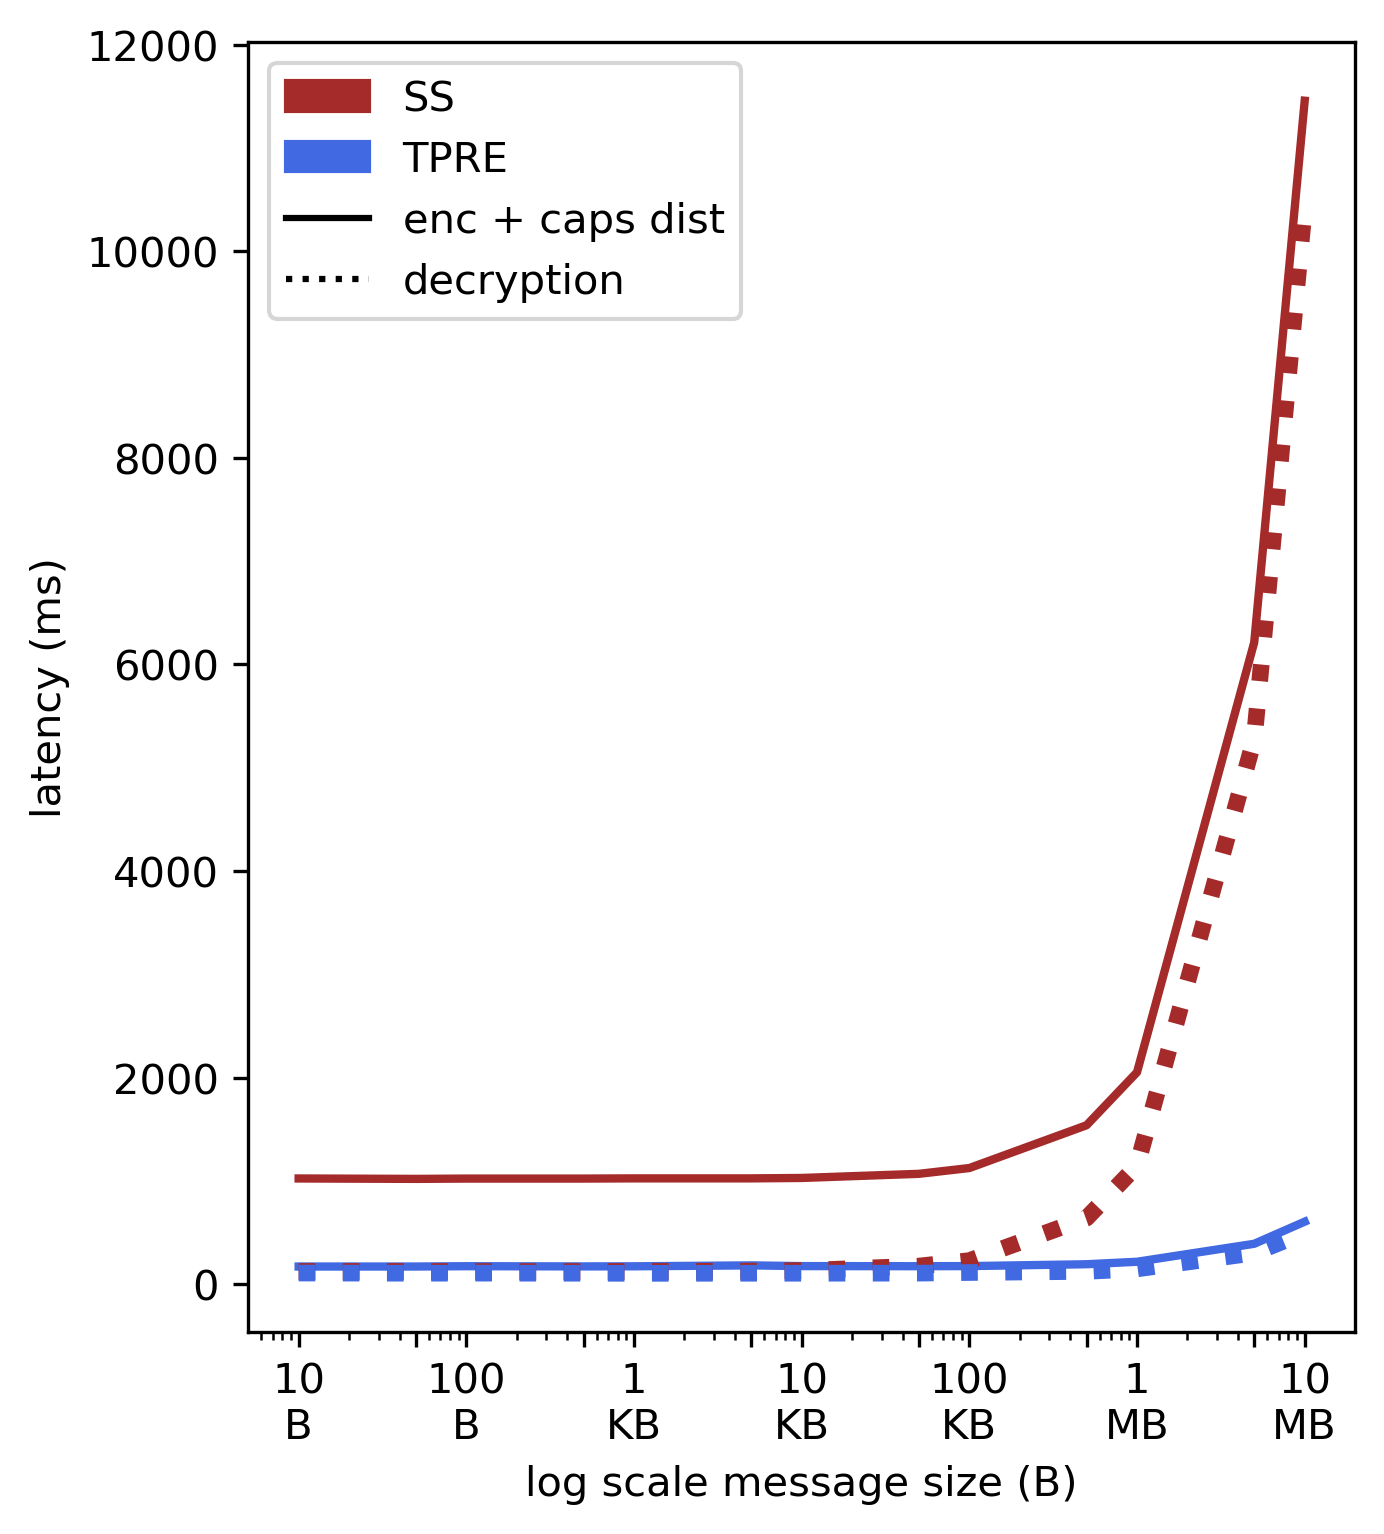 12000
10000
8000
6000
4000
2000
0
latency (ms)
SS
TPRE
enc + caps dist
decryption
10 100 1 10 100 1 10
B B KB KB KB MB MB
log scale message size (B)